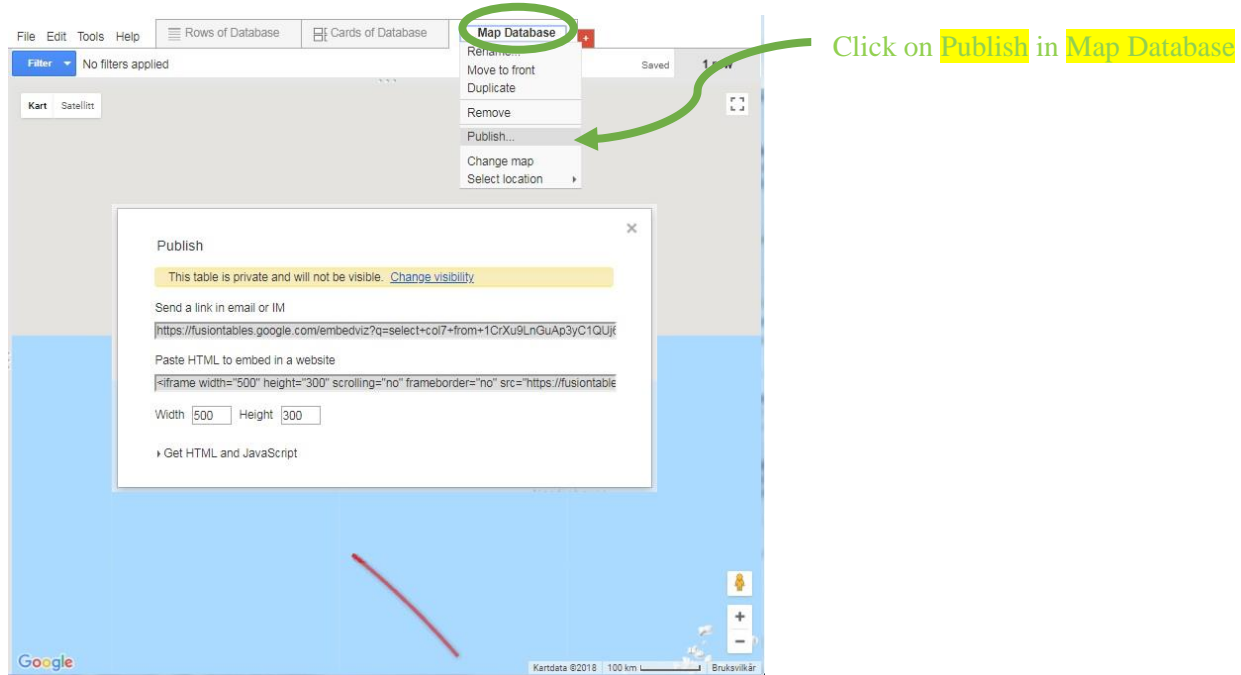 File Edit Tools Help
Rows of Database
Cards of Database
Map Database
+
Click on Publish in Map Database
Filter
No filters applied
Saved
Rename...
Move to front
Duplicate
Remove
Publish...
Change map
Select location
Kart Satellitt
Publish
This table is private and will not be visible. Change visibility
Send a link in email or IM
https://fusiontables.google.com/embedviz?q=select+col7+from+1CrXu9LnGuAp3yC1QUj
Paste HTML to embed in a website
<iframe width="500" height="300" scrolling="no" frameborder="no" src="https://fusiontable
Width 500 Height 300
Get HTML and JavaScript
+
−
Google
Kartdata ©2018 100 km Bruksvilkår